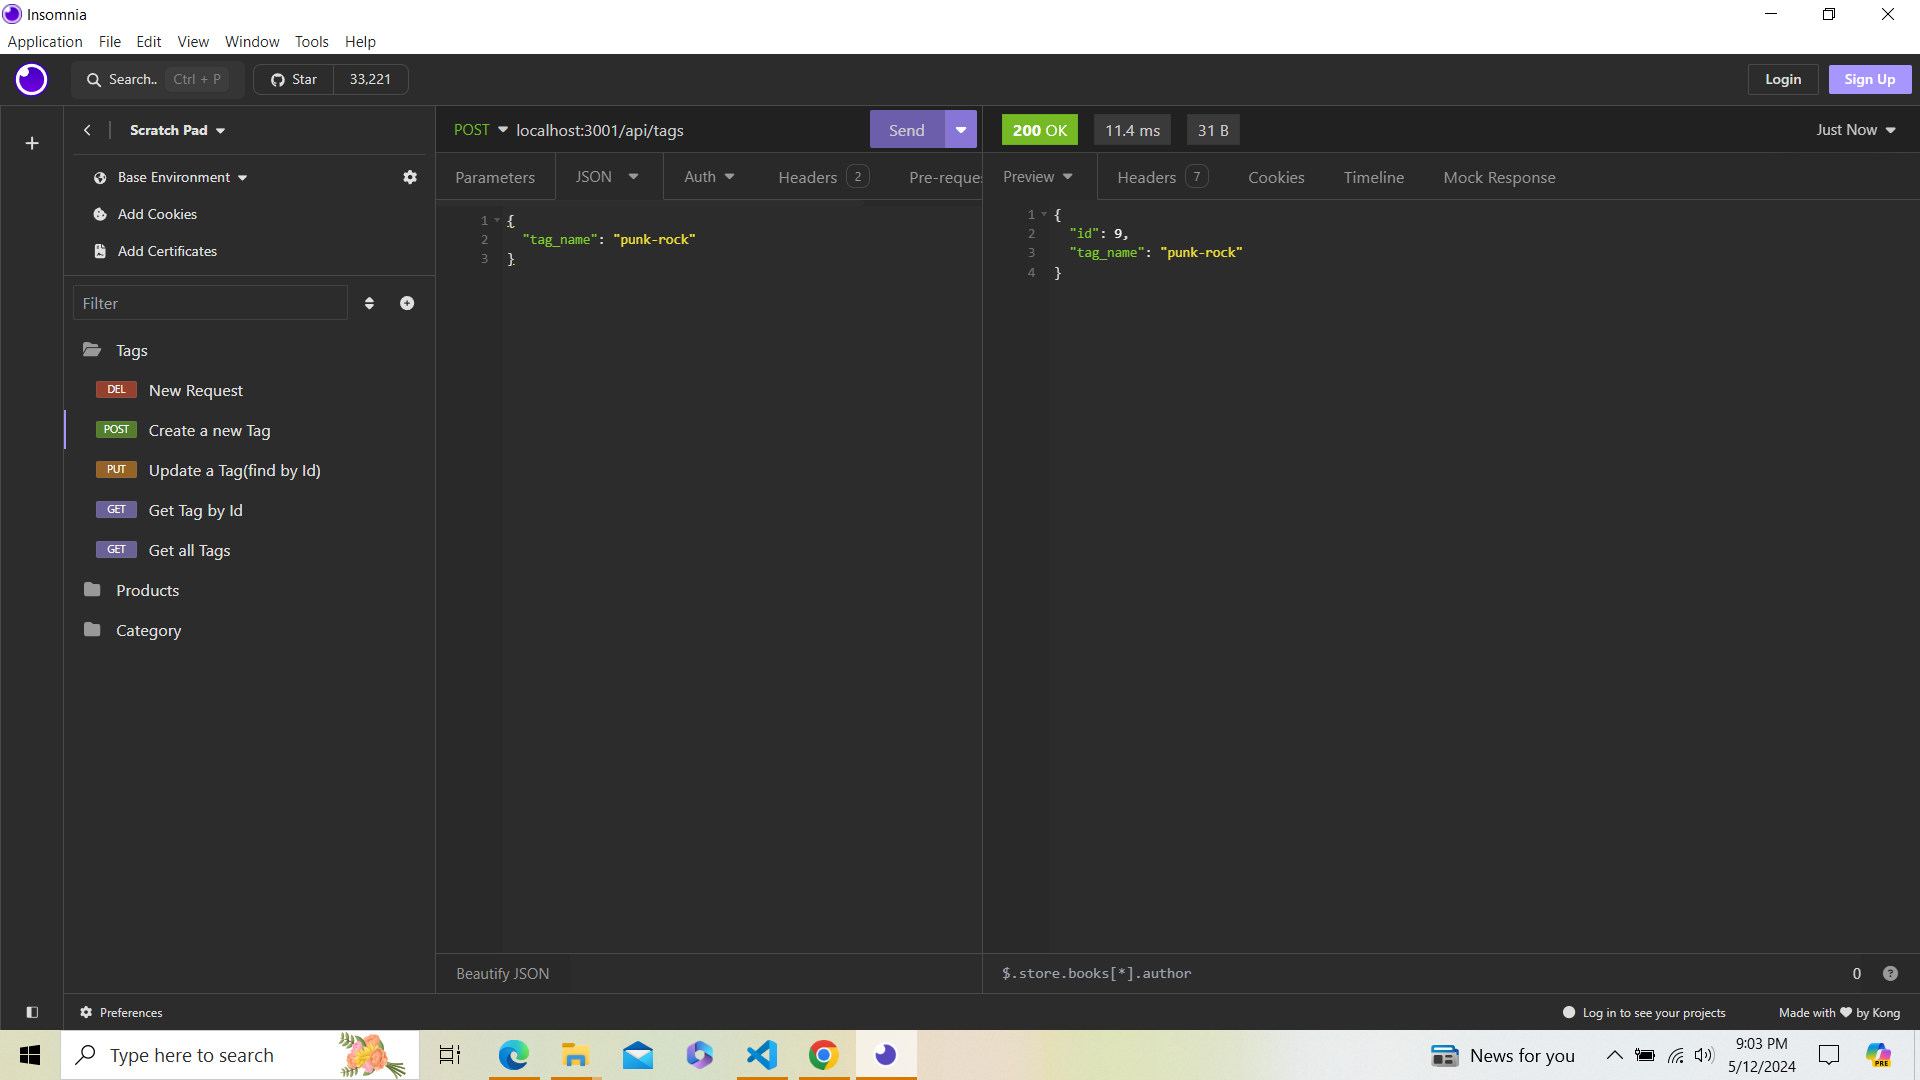 Insomnia
Application File Edit View Window Tools Help
Search.. Ctrl + P Star 33,221 Login Sign Up
Scratch Pad
Base Environment
Add Cookies
Add Certificates
Filter
Tags
DEL New Request
POST Create a new Tag
PUT Update a Tag(find by Id)
GET Get Tag by Id
GET Get all Tags
Products
Category
POST localhost:3001/api/tags Send
Parameters JSON Auth Headers 2 Pre-reques
1 {
2 "tag_name": "punk-rock"
3 }
Beautify JSON
200 OK 11.4 ms 31 B Just Now
Preview Headers 7 Cookies Timeline Mock Response
1 {
2 "id": 9,
3 "tag_name": "punk-rock"
4 }
$.store.books[*].author 0 ?
Preferences Log in to see your projects Made with ♥ by Kong
Type here to search News for you 9:03 PM
5/12/2024
PRE